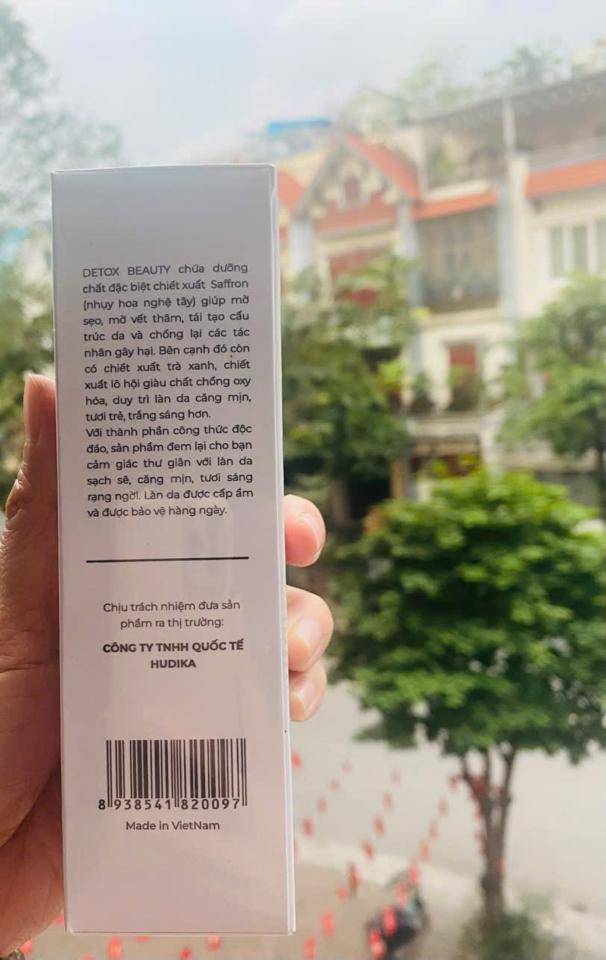 DETOX BEAUTY chứa dưỡng
chất đặc biệt chiết xuất Saffron
(nhụy hoa nghệ tây) giúp mờ
sẹo, mờ vết thâm, tái tạo cấu
trúc da và chống lại các tác
nhân gây hại. Bên cạnh đó còn
có chiết xuất trà xanh, chiết
xuất lô hội giàu chất chống oxy
hóa, duy trì làn da căng mịn,
tươi trẻ, trắng sáng hơn.
Với thành phần công thức độc
đáo, sản phẩm đem lại cho bạn
cảm giác thư giãn với làn da
sạch sẽ, căng mịn, tươi sáng
rạng ngời. Làn da được cấp ẩm
và được bảo vệ hàng ngày.
Chịu trách nhiệm đưa sản
phẩm ra thị trường:
CÔNG TY TNHH QUỐC TẾ
HUDIKA
8 938541 820097
Made in VietNam